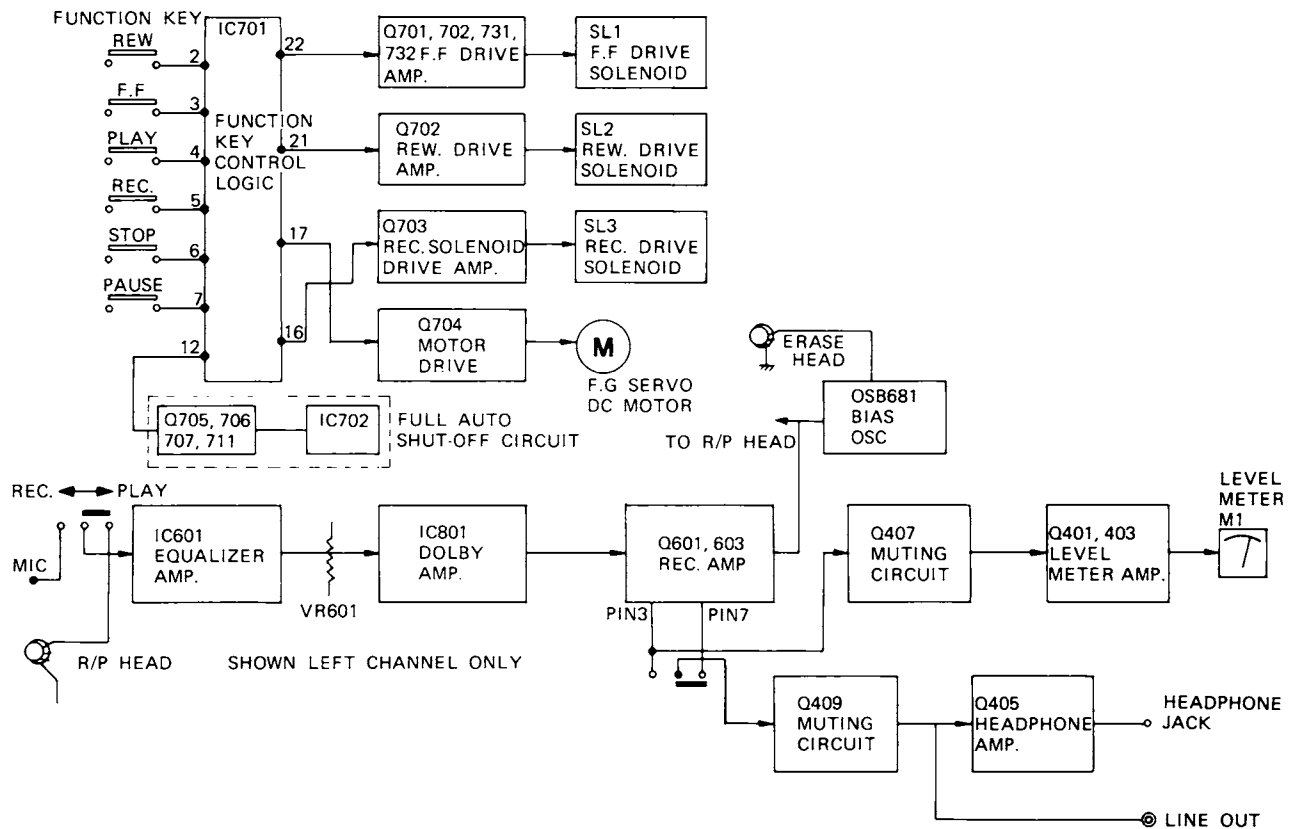 FUNCTION KEY
REW
2
F.F
3
PLAY
4
REC.
5
STOP
6
PAUSE
7
12
IC701
FUNCTION
KEY
CONTROL
LOGIC
22
21
17
16
Q701, 702, 731,
732 F.F DRIVE
AMP.
SL1
F.F DRIVE
SOLENOID
Q702
REW. DRIVE
AMP.
SL2
REW. DRIVE
SOLENOID
Q703
REC. SOLENOID
DRIVE AMP.
SL3
REC. DRIVE
SOLENOID
Q704
MOTOR
DRIVE
M
F.G SERVO
DC MOTOR
Q705, 706
707, 711
IC702
FULL AUTO
SHUT-OFF CIRCUIT
ERASE
HEAD
OSB681
BIAS
OSC
TO R/P HEAD
REC. PLAY
MIC
R/P HEAD
IC601
EQUALIZER
AMP.
VR601
IC801
DOLBY
AMP.
SHOWN LEFT CHANNEL ONLY
Q601, 603
REC. AMP
PIN3
PIN7
Q407
MUTING
CIRCUIT
Q401, 403
LEVEL
METER AMP.
LEVEL
METER
M1
Q409
MUTING
CIRCUIT
Q405
HEADPHONE
AMP.
HEADPHONE
JACK
LINE OUT